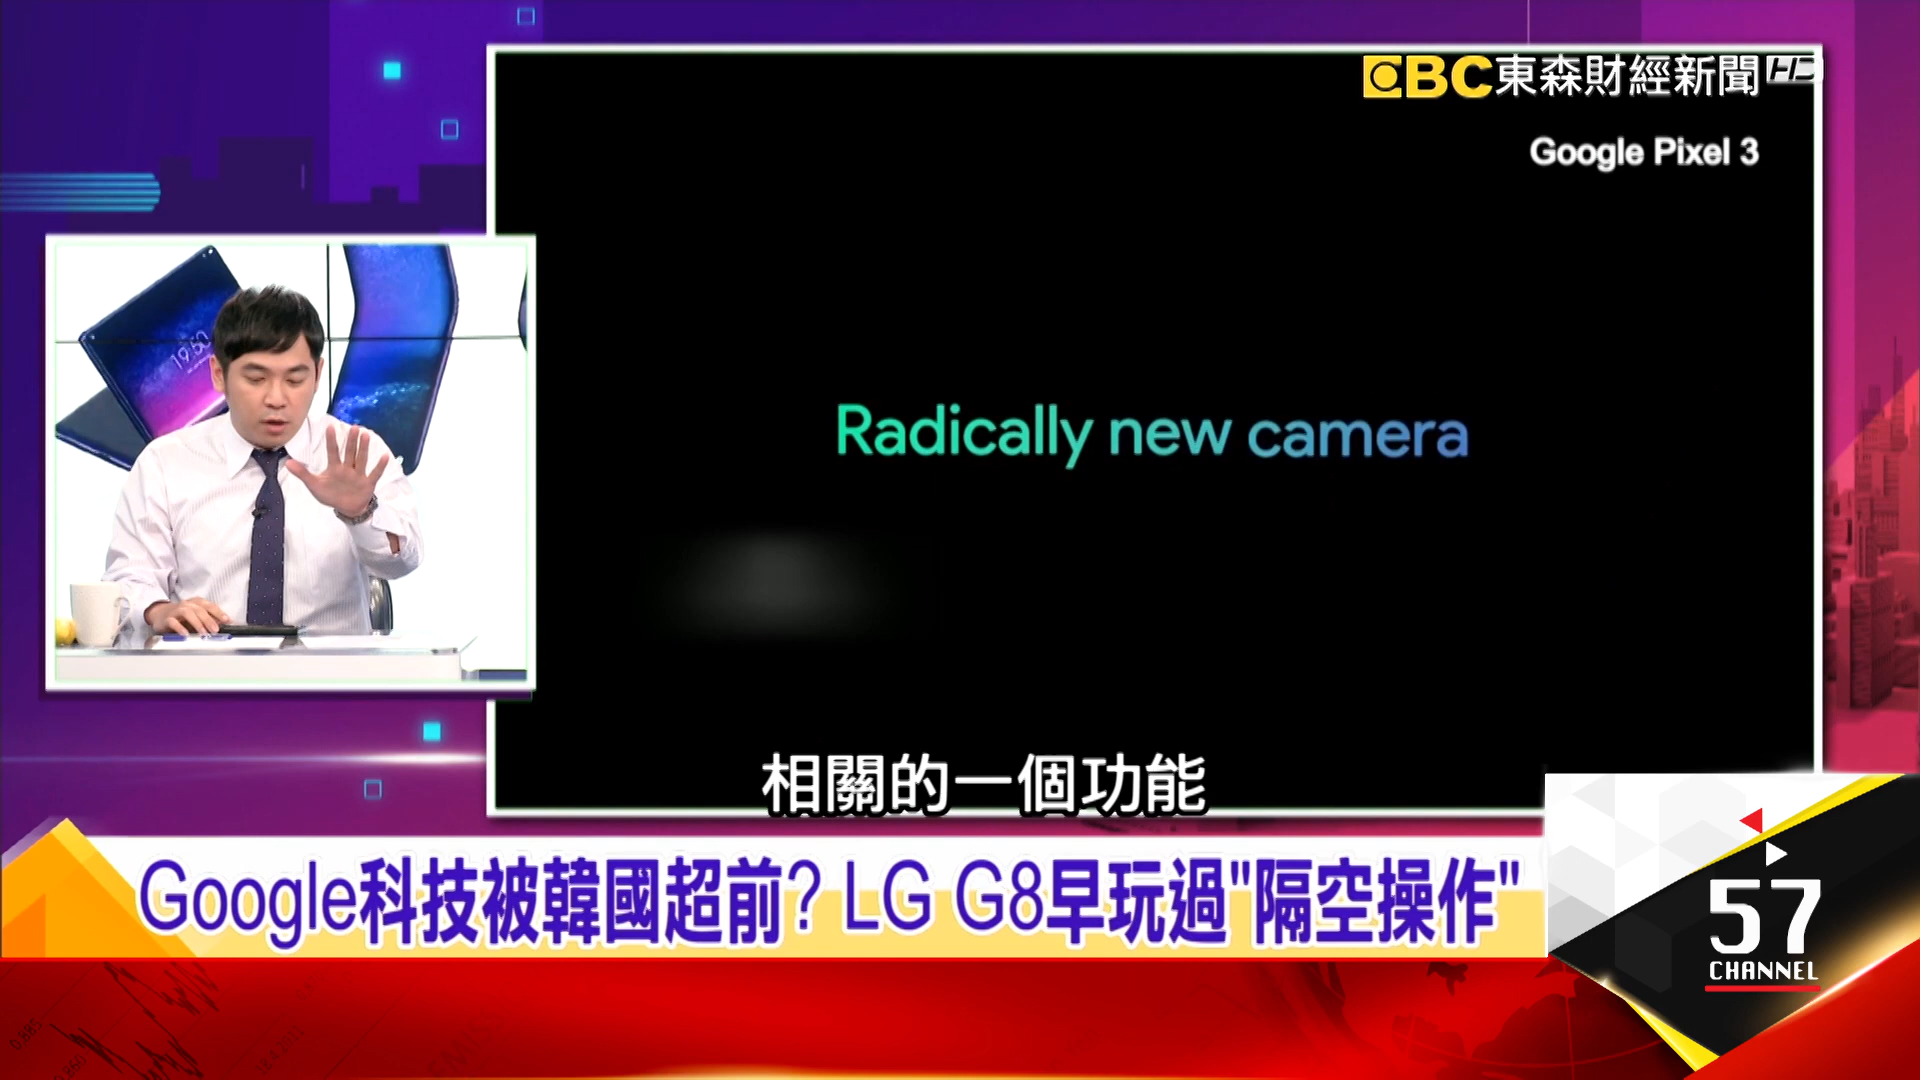 EBC東森財經新聞HD
Google Pixel 3
19:50
Radically new camera
相關的一個功能
Google科技被韓國超前? LG G8早玩過"隔空操作"
57
CHANNEL